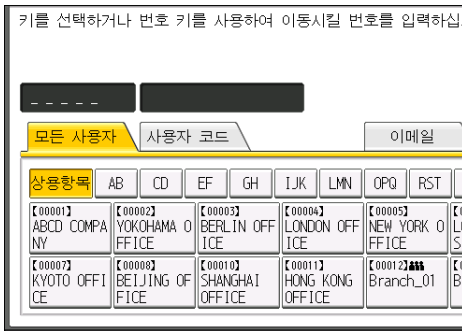 키를 선택하거나 번호 키를 사용하여 이동시킬 번호를 입력하십
_ _ _ _ _
모든 사용자 사용자 코드 이메일
상용항목 AB CD EF GH IJK LMN OPQ RST
【00001】 【00002】 【00003】 【00004】 【00005】
ABCD COMPA YOKOHAMA O BERLIN OFF LONDON OFF NEW YORK O
NY FFICE ICE ICE FFICE
【00007】 【00008】 【00010】 【00011】 【00012】
KYOTO OFFI BEIJING OF SHANGHAI HONG KONG Branch_01
CE FICE OFFICE OFFICE